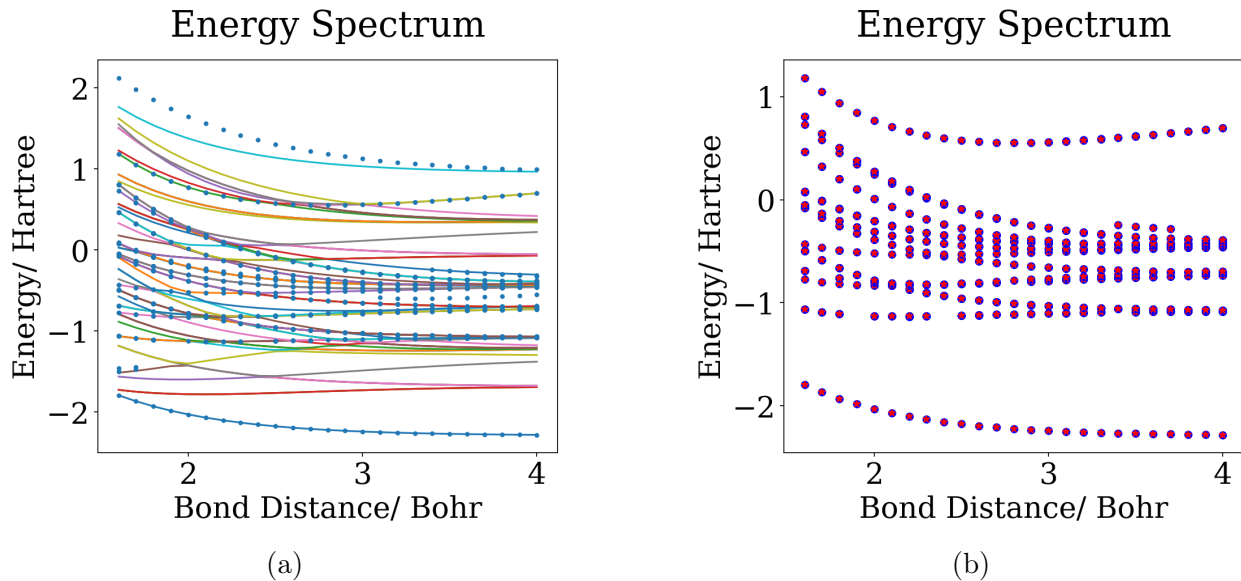 Energy Spectrum
Energy/ Hartree
2
1
0
−1
−2
2
3
4
Bond Distance/ Bohr
(a)
Energy Spectrum
Energy/ Hartree
1
0
−1
−2
2
3
4
Bond Distance/ Bohr
(b)